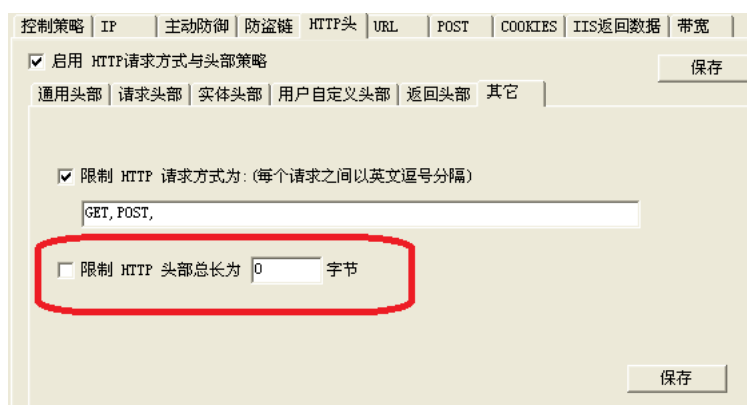 控制策略 IP 主动防御 防盗链 HTTP头 URL POST COOKIES IIS返回数据 带宽
启用 HTTP请求方式与头部策略
保存
通用头部 请求头部 实体头部 用户自定义头部 返回头部 其它
限制 HTTP 请求方式为:(每个请求之间以英文逗号分隔)
GET,POST,
限制 HTTP 头部总长为 0 字节
保存